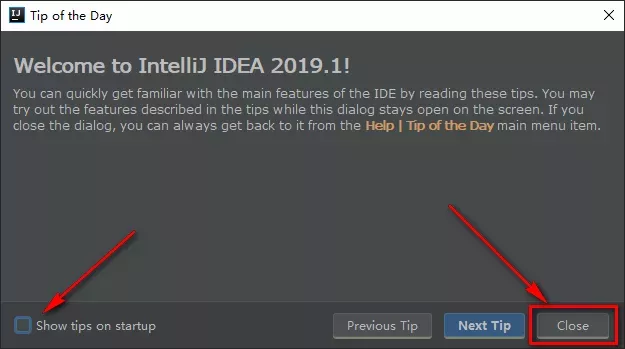 IJ Tip of the Day
Welcome to IntelliJ IDEA 2019.1!
You can quickly get familiar with the main features of the IDE by reading these tips. You may
try out the features described in the tips while this dialog stays open on the screen. If you
close the dialog, you can always get back to it from the Help | Tip of the Day main menu item.
Show tips on startup
Previous Tip
Next Tip
Close